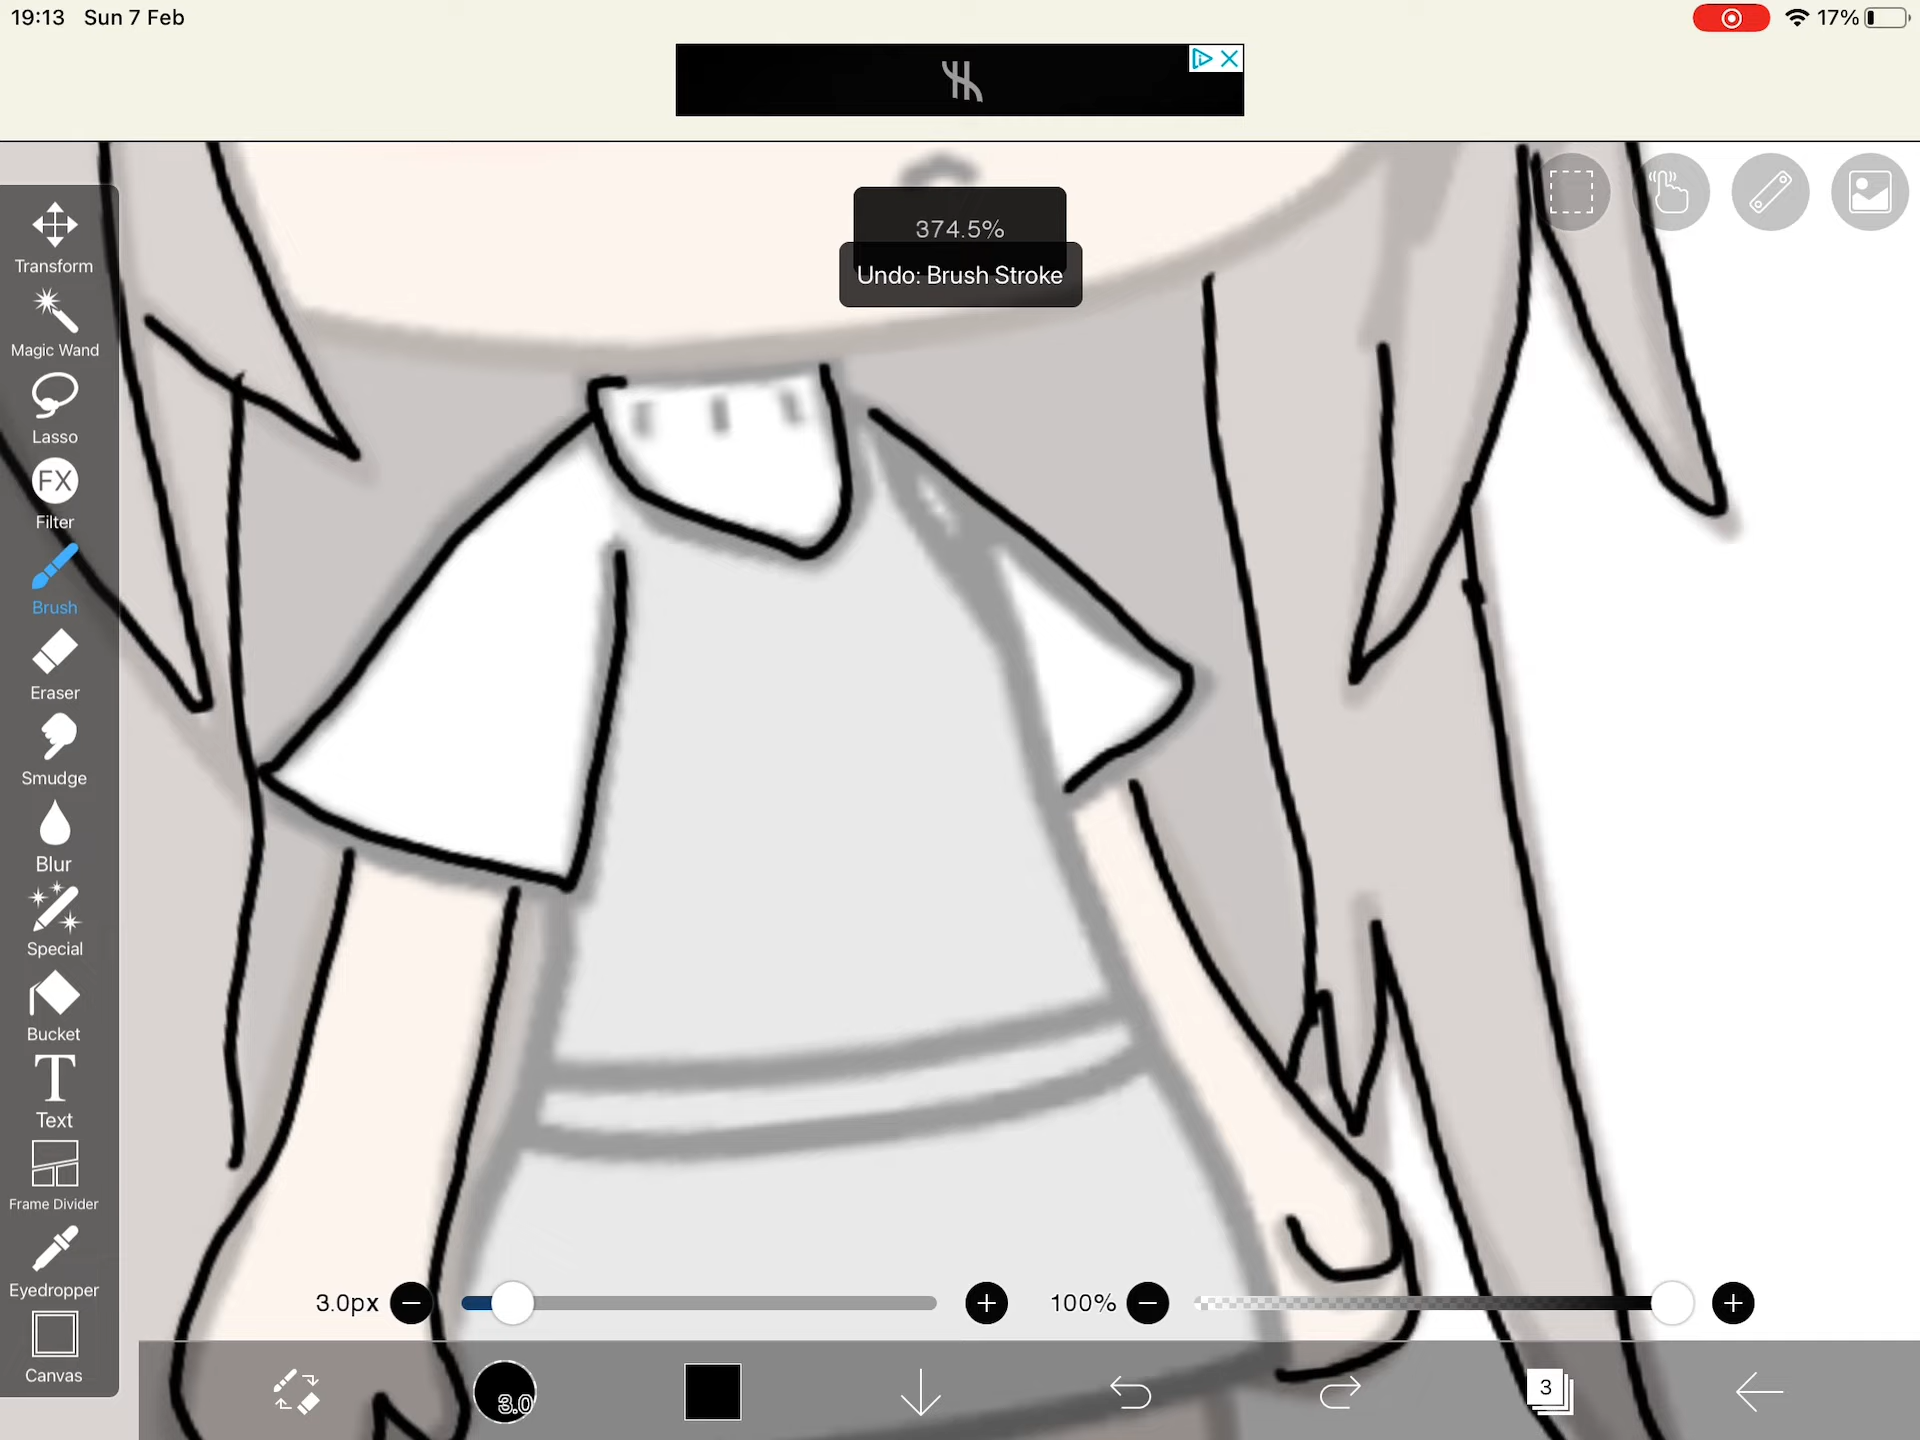 19:13 Sun 7 Feb
17%
374.5%
Undo: Brush Stroke
Transform
Magic Wand
Lasso
FX
Filter
Brush
Eraser
Smudge
Blur
Special
Bucket
T
Text
Frame Divider
Eyedropper
Canvas
3.0px
100%
3.0
3